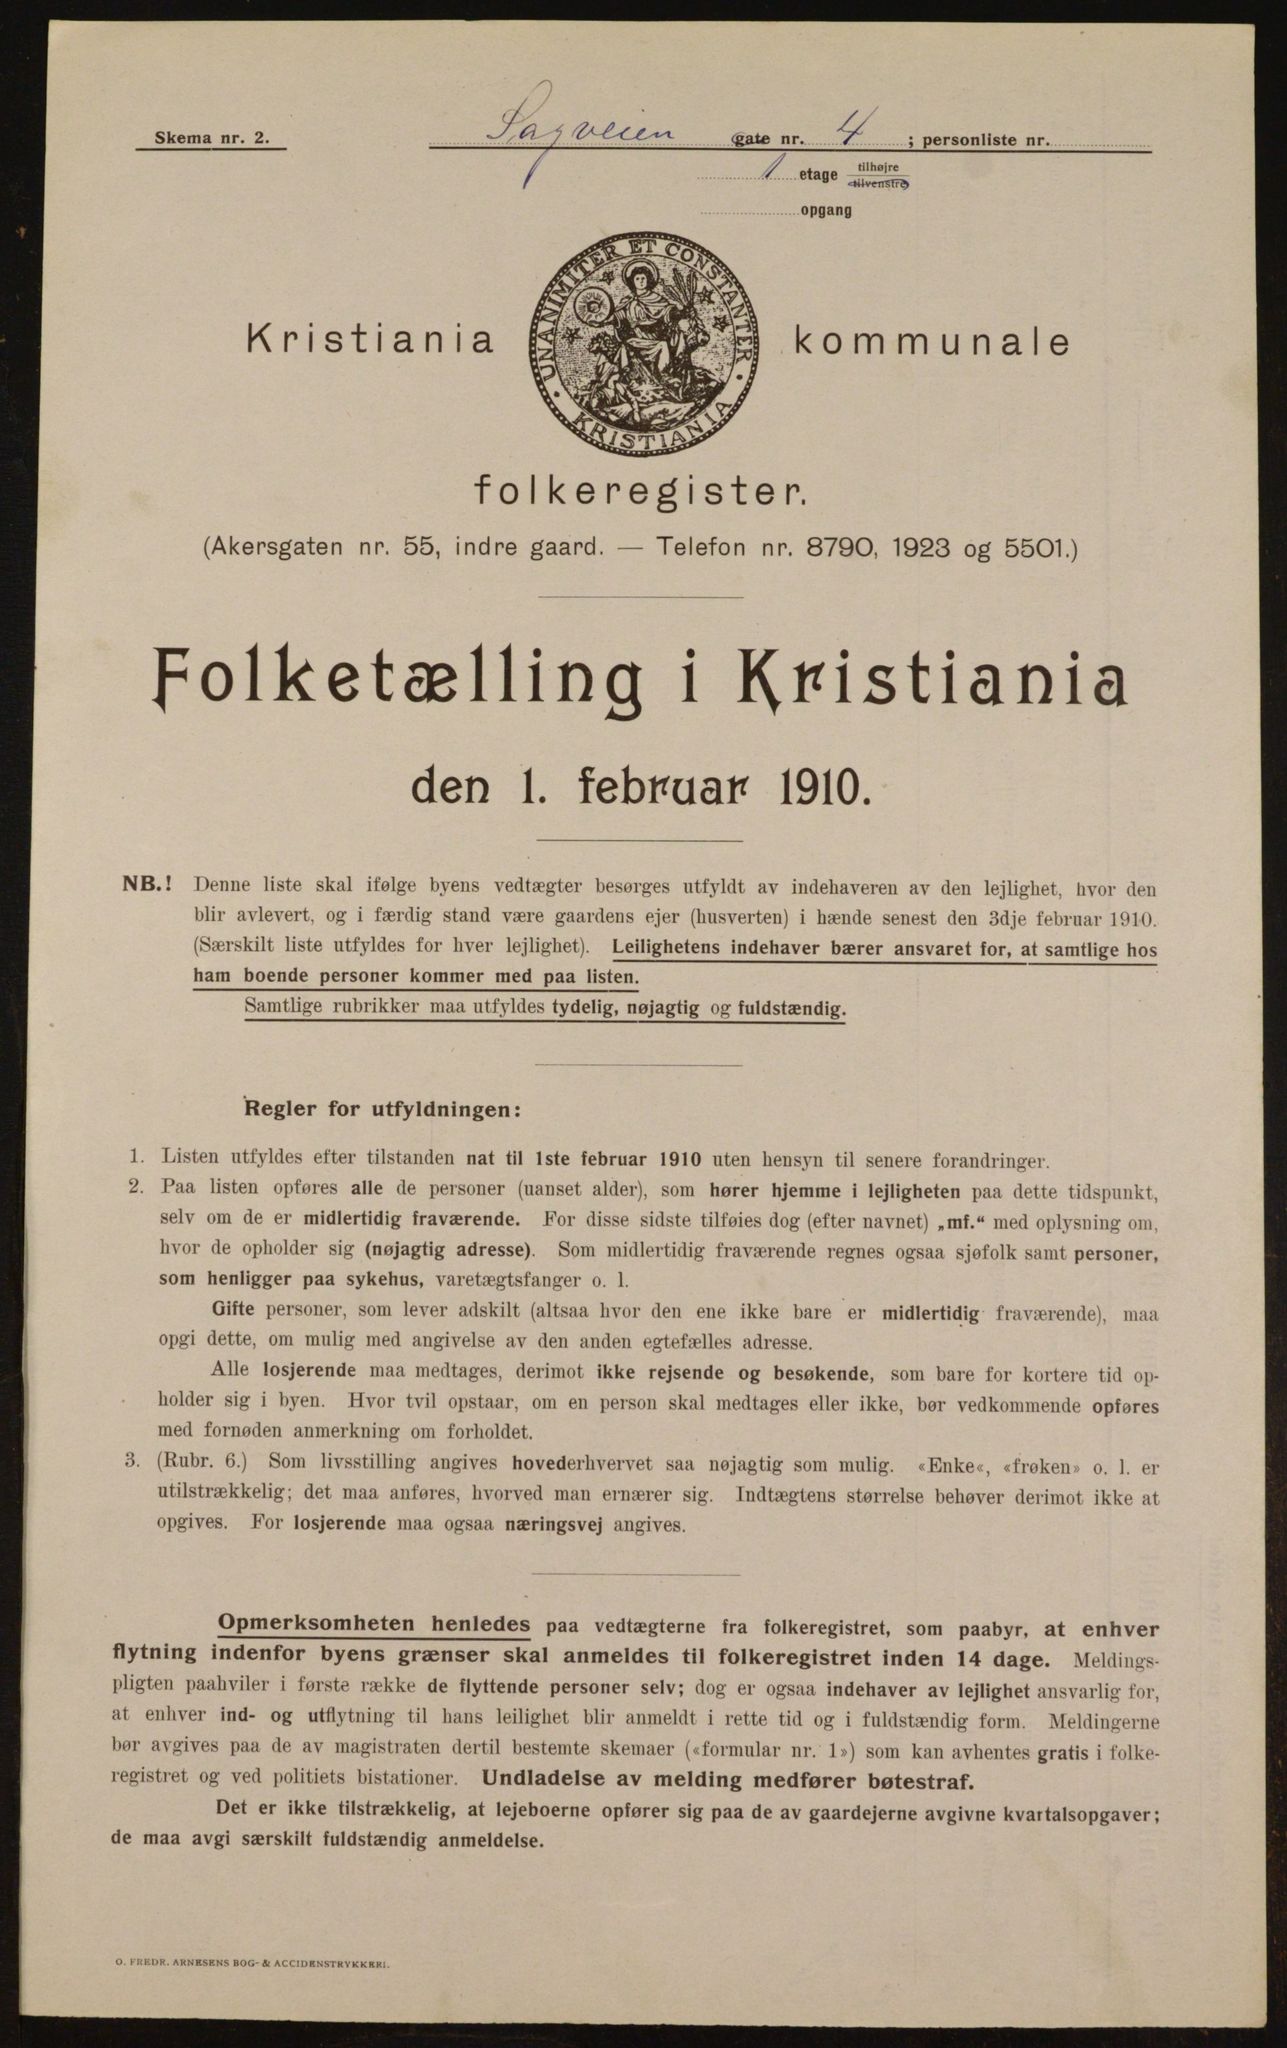 Skema nr. 2.
Sagveien gate nr. 4 ; personliste nr.
1 etage tilhøjre
tilvenstre
opgang
UNANIMITER ET CONSTANTER
KRISTIANIA
Kristiania kommunale
folkeregister.
(Akersgaten nr. 55, indre gaard. — Telefon nr. 8790, 1923 og 5501.)
Folketælling i Kristiania
den 1. februar 1910.
NB.! Denne liste skal ifølge byens vedtægter besørges utfyldt av indehaveren av den lejlighet, hvor den
blir avlevert, og i færdig stand være gaardens ejer (husverten) i hænde senest den 3dje februar 1910.
(Særskilt liste utfyldes for hver lejlighet). Leilighetens indehaver bærer ansvaret for, at samtlige hos
ham boende personer kommer med paa listen.
Samtlige rubrikker maa utfyldes tydelig, nøjagtig og fuldstændig.
Regler for utfyldningen:
1. Listen utfyldes efter tilstanden nat til 1ste februar 1910 uten hensyn til senere forandringer.
2. Paa listen opføres alle de personer (uanset alder), som hører hjemme i lejligheten paa dette tidspunkt,
selv om de er midlertidig fraværende. For disse sidste tilføies dog (efter navnet) „mf.“ med oplysning om,
hvor de opholder sig (nøjagtig adresse). Som midlertidig fraværende regnes ogsaa sjøfolk samt personer,
som henligger paa sykehus, varetægtsfanger o. l.
Gifte personer, som lever adskilt (altsaa hvor den ene ikke bare er midlertidig fraværende), maa
opgi dette, om mulig med angivelse av den anden egtefælles adresse.
Alle losjerende maa medtages, derimot ikke rejsende og besøkende, som bare for kortere tid op-
holder sig i byen. Hvor tvil opstaar, om en person skal medtages eller ikke, bør vedkommende opføres
med fornøden anmerkning om forholdet.
3. (Rubr. 6.) Som livsstilling angives hovederhvervet saa nøjagtig som mulig. «Enke«, «frøken» o. l. er
utilstrækkelig; det maa anføres, hvorved man ernærer sig. Indtægtens størrelse behøver derimot ikke at
opgives. For losjerende maa ogsaa næringsvej angives.
Opmerksomheten henledes paa vedtægterne fra folkeregistret, som paabyr, at enhver
flytning indenfor byens grænser skal anmeldes til folkeregistret inden 14 dage. Meldings-
pligten paahviler i første række de flyttende personer selv; dog er ogsaa indehaver av lejlighet ansvarlig for,
at enhver ind- og utflytning til hans leilighet blir anmeldt i rette tid og i fuldstændig form. Meldingerne
bør avgives paa de av magistraten dertil bestemte skemaer («formular nr. 1») som kan avhentes gratis i folke-
registret og ved politiets bistationer. Undladelse av melding medfører bøtestraf.
Det er ikke tilstrækkelig, at lejeboerne opfører sig paa de av gaardejerne avgivne kvartalsopgaver;
de maa avgi særskilt fuldstændig anmeldelse.
O. FREDR. ARNESENS BOG- & ACCIDENSTRYKKERI.